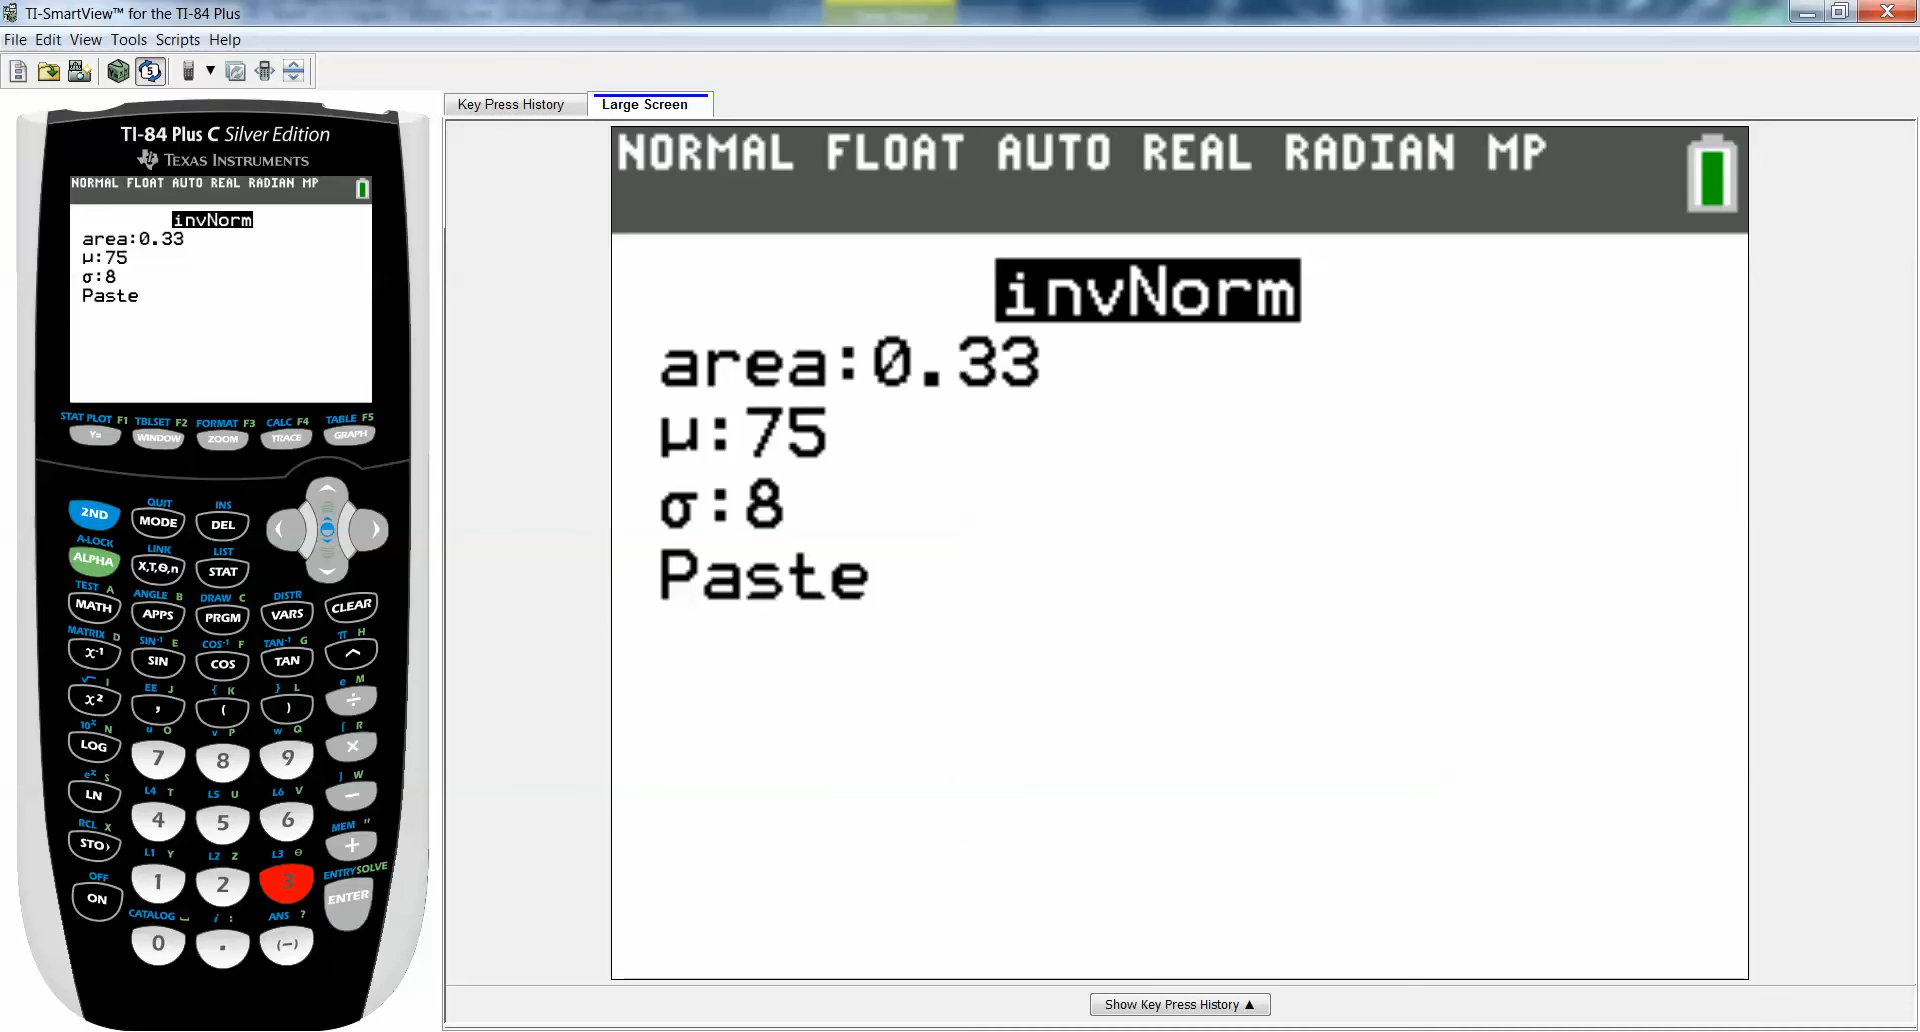 TI-SmartView™ for the TI-84 Plus
File Edit View Tools Scripts Help
Key Press History Large Screen
TI-84 Plus C Silver Edition
TEXAS INSTRUMENTS
NORMAL FLOAT AUTO REAL RADIAN MP
invNorm
area:0.33
μ:75
σ:8
Paste
STAT PLOT F1 TBLSET F2 FORMAT F3 CALC F4 TABLE F5
Y= WINDOW ZOOM TRACE GRAPH
QUIT INS
2ND MODE DEL
A-LOCK LINK LIST
ALPHA X,T,Θ,n STAT
TEST A ANGLE B DRAW C DISTR
MATH APPS PRGM VARS CLEAR
MATRIX D SIN⁻¹ E COS⁻¹ F TAN⁻¹ G π H
x⁻¹ SIN COS TAN ^
√ I EE J { K } L e M
x² , ( ) ÷
10ˣ N u O v P w Q [ R
LOG 7 8 9 ×
eˣ S L4 T L5 U L6 V ] W
LN 4 5 6 −
RCL X L1 Y L2 Z L3 Θ MEM "
STO› 1 2 3 +
OFF CATALOG ⎵ i : ANS ? ENTRY SOLVE
ON 0 . (−) ENTER
NORMAL FLOAT AUTO REAL RADIAN MP
invNorm
area:0.33
μ:75
σ:8
Paste
Show Key Press History ▲